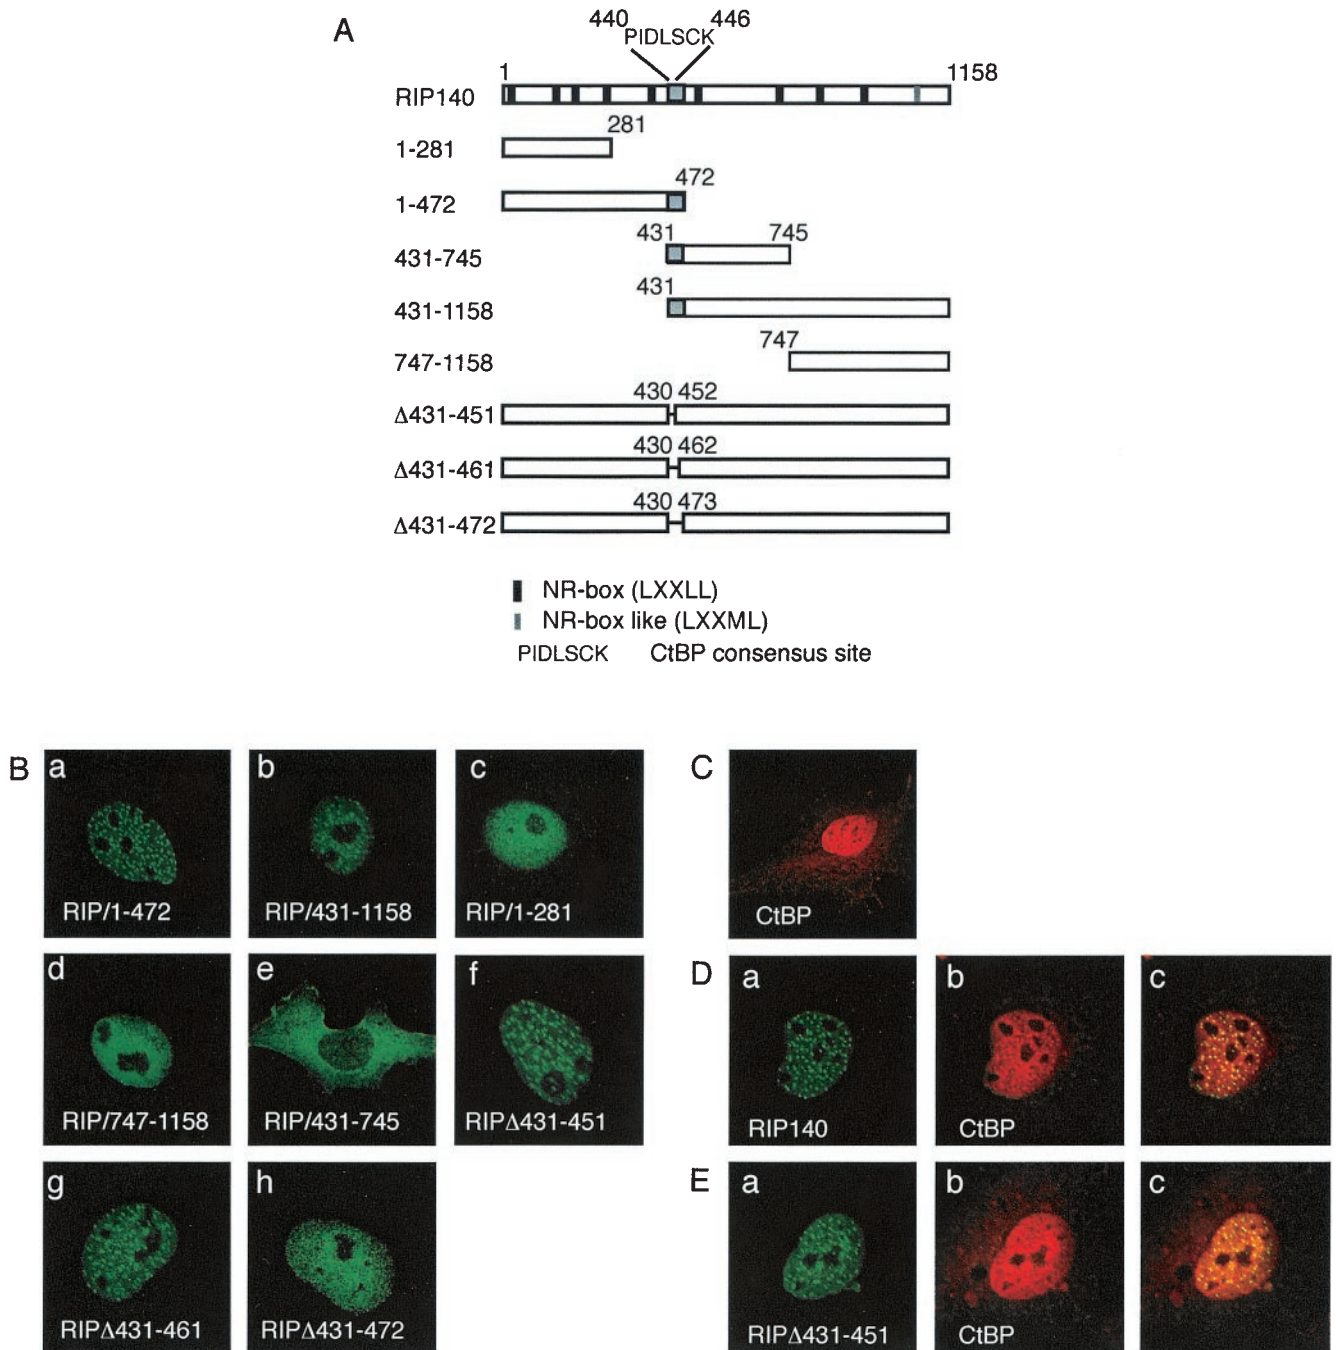 A
440 446
PIDLSCK
1 1158
RIP140
281
1-281
472
1-472
431 745
431-745
431
431-1158
747
747-1158
430 452
Δ431-451
430 462
Δ431-461
430 473
Δ431-472
NR-box (LXXLL)
NR-box like (LXXML)
PIDLSCK CtBP consensus site
B
a
RIP/1-472
b
RIP/431-1158
c
RIP/1-281
d
RIP/747-1158
e
RIP/431-745
f
RIPΔ431-451
g
RIPΔ431-461
h
RIPΔ431-472
C
CtBP
D
a
RIP140
b
CtBP
c
E
a
RIPΔ431-451
b
CtBP
c